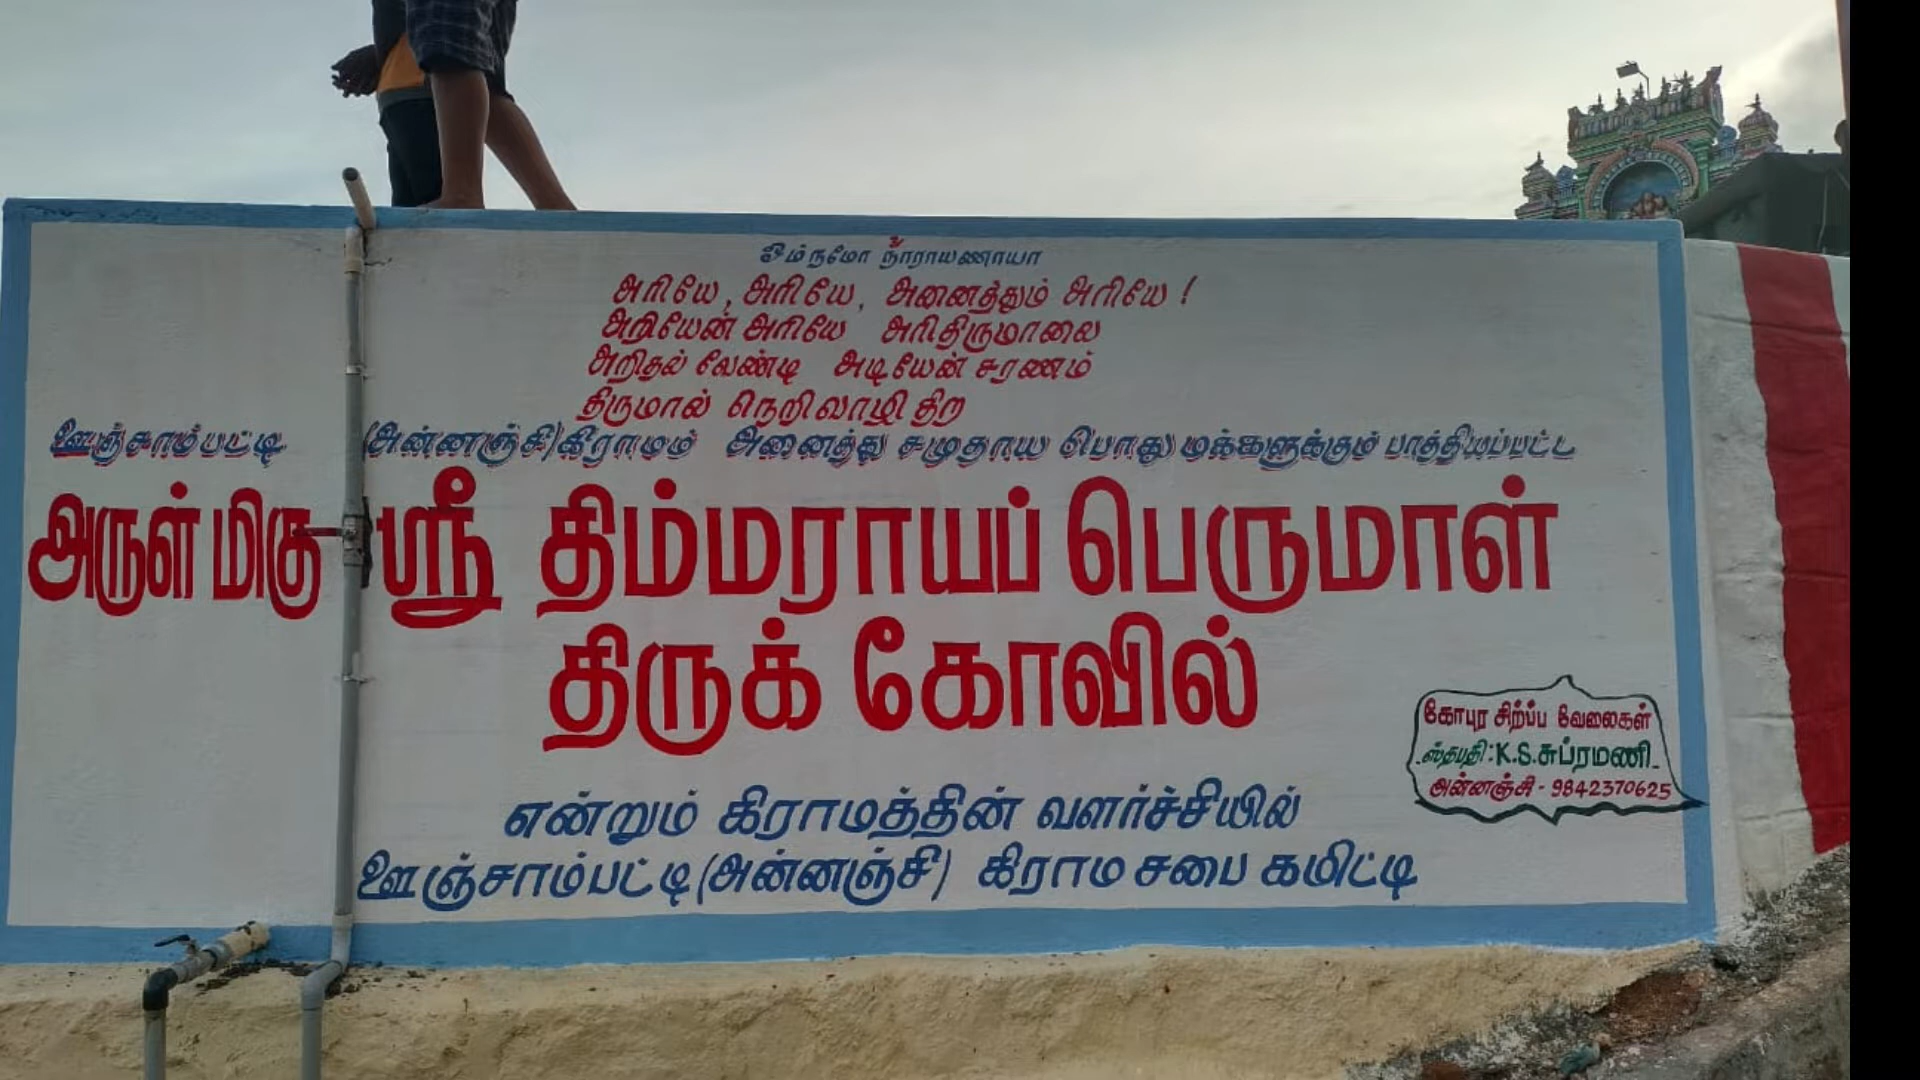 ஓம் நமோ நாராயணாயா
அரியே, அரியே, அனைத்தும் அரியே !
அறியேன் அரியே அரிதிருமாலை
அறிதல் வேண்டி அடியேன் சரணம்
திருமால் நெறிவாழி திற
ஊஞ்சாம்பட்டி (அன்னஞ்சி)கிராமம் அனைத்து சமுதாய பொது மக்களுக்கும் பாத்தியப்பட்ட
அருள் மிகு ஸ்ரீ திம்மராயப் பெருமாள்
திருக் கோவில்
கோபுர சிற்ப்ப வேலைகள்
ஸ்தபதி : K.S.சுப்ரமணி
அன்னஞ்சி - 9842370625
என்றும் கிராமத்தின் வளர்ச்சியில்
ஊஞ்சாம்பட்டி (அன்னஞ்சி) கிராம சபை கமிட்டி